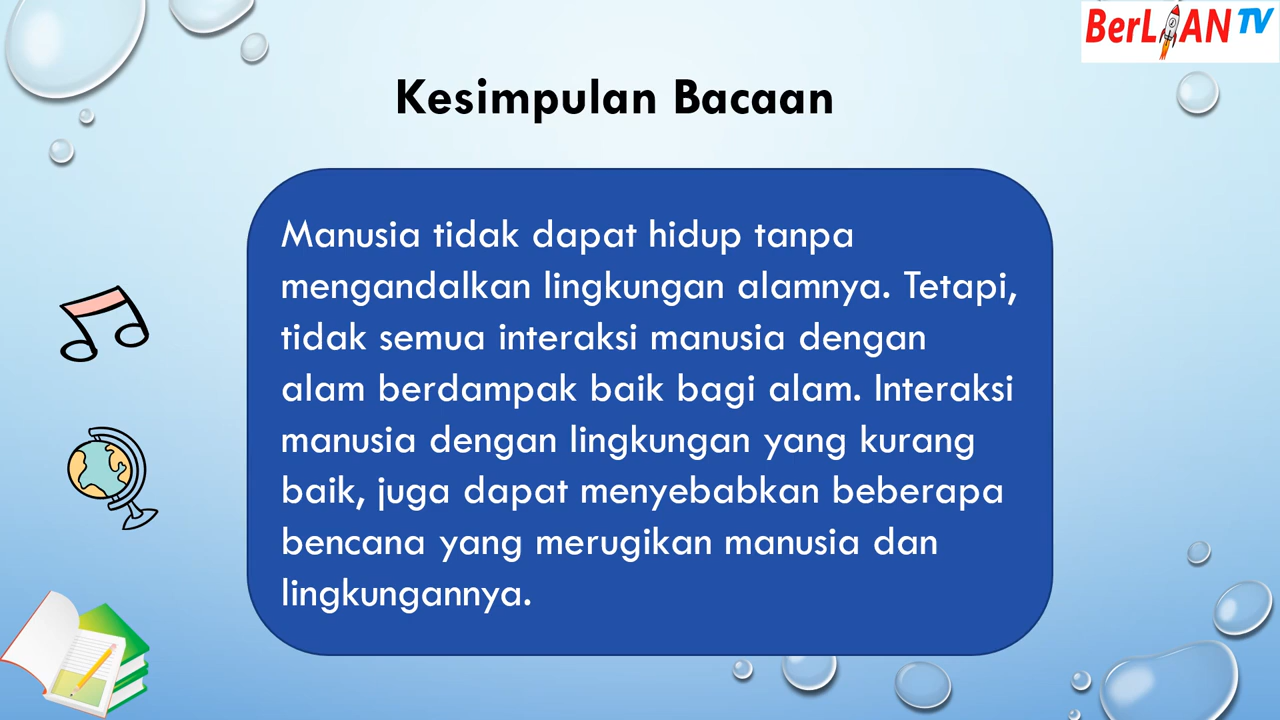 BerLIAN TV
Kesimpulan Bacaan
Manusia tidak dapat hidup tanpa
mengandalkan lingkungan alamnya. Tetapi,
tidak semua interaksi manusia dengan
alam berdampak baik bagi alam. Interaksi
manusia dengan lingkungan yang kurang
baik, juga dapat menyebabkan beberapa
bencana yang merugikan manusia dan
lingkungannya.